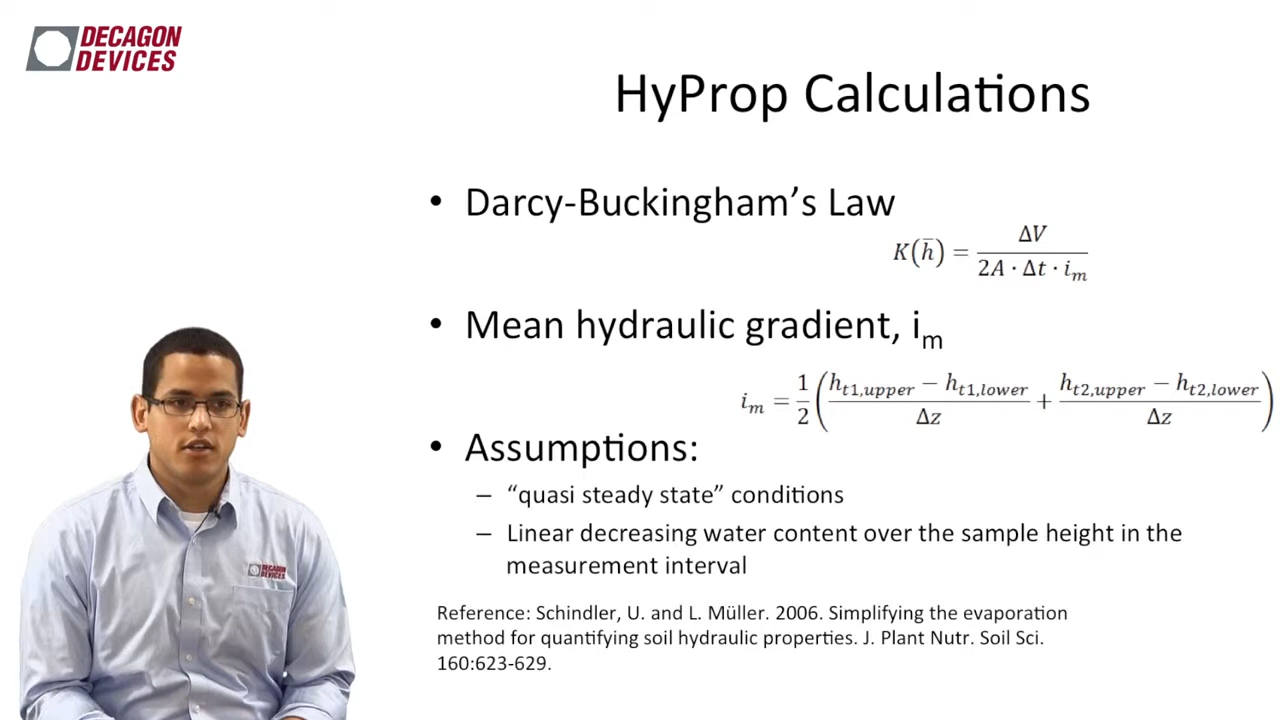 DECAGON
DEVICES
HyProp Calculations
• Darcy-Buckingham’s Law
K(h̄) = ΔV / (2A · Δt · i_m)
• Mean hydraulic gradient, i_m
i_m = 1/2 ( (h_t1,upper − h_t1,lower) / Δz + (h_t2,upper − h_t2,lower) / Δz )
• Assumptions:
– “quasi steady state” conditions
– Linear decreasing water content over the sample height in the
measurement interval
DECAGON
DEVICES
Reference: Schindler, U. and L. Müller. 2006. Simplifying the evaporation
method for quantifying soil hydraulic properties. J. Plant Nutr. Soil Sci.
160:623-629.